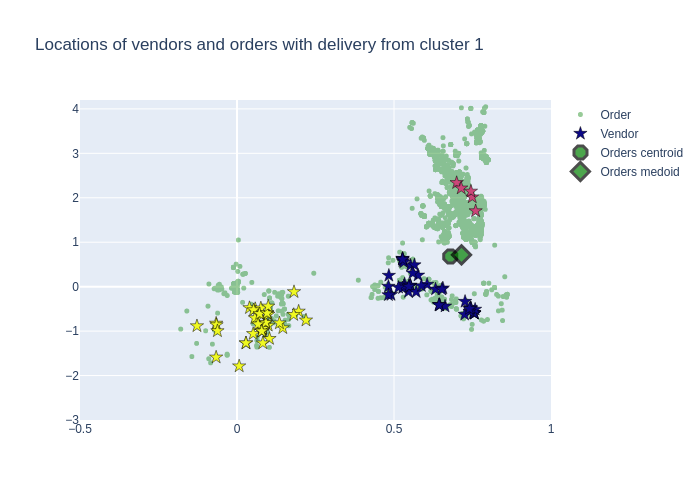 Locations of vendors and orders with delivery from cluster 1
Order
Vendor
Orders centroid
Orders medoid
4
3
2
1
0
−1
−2
−3
−0.5
0
0.5
1